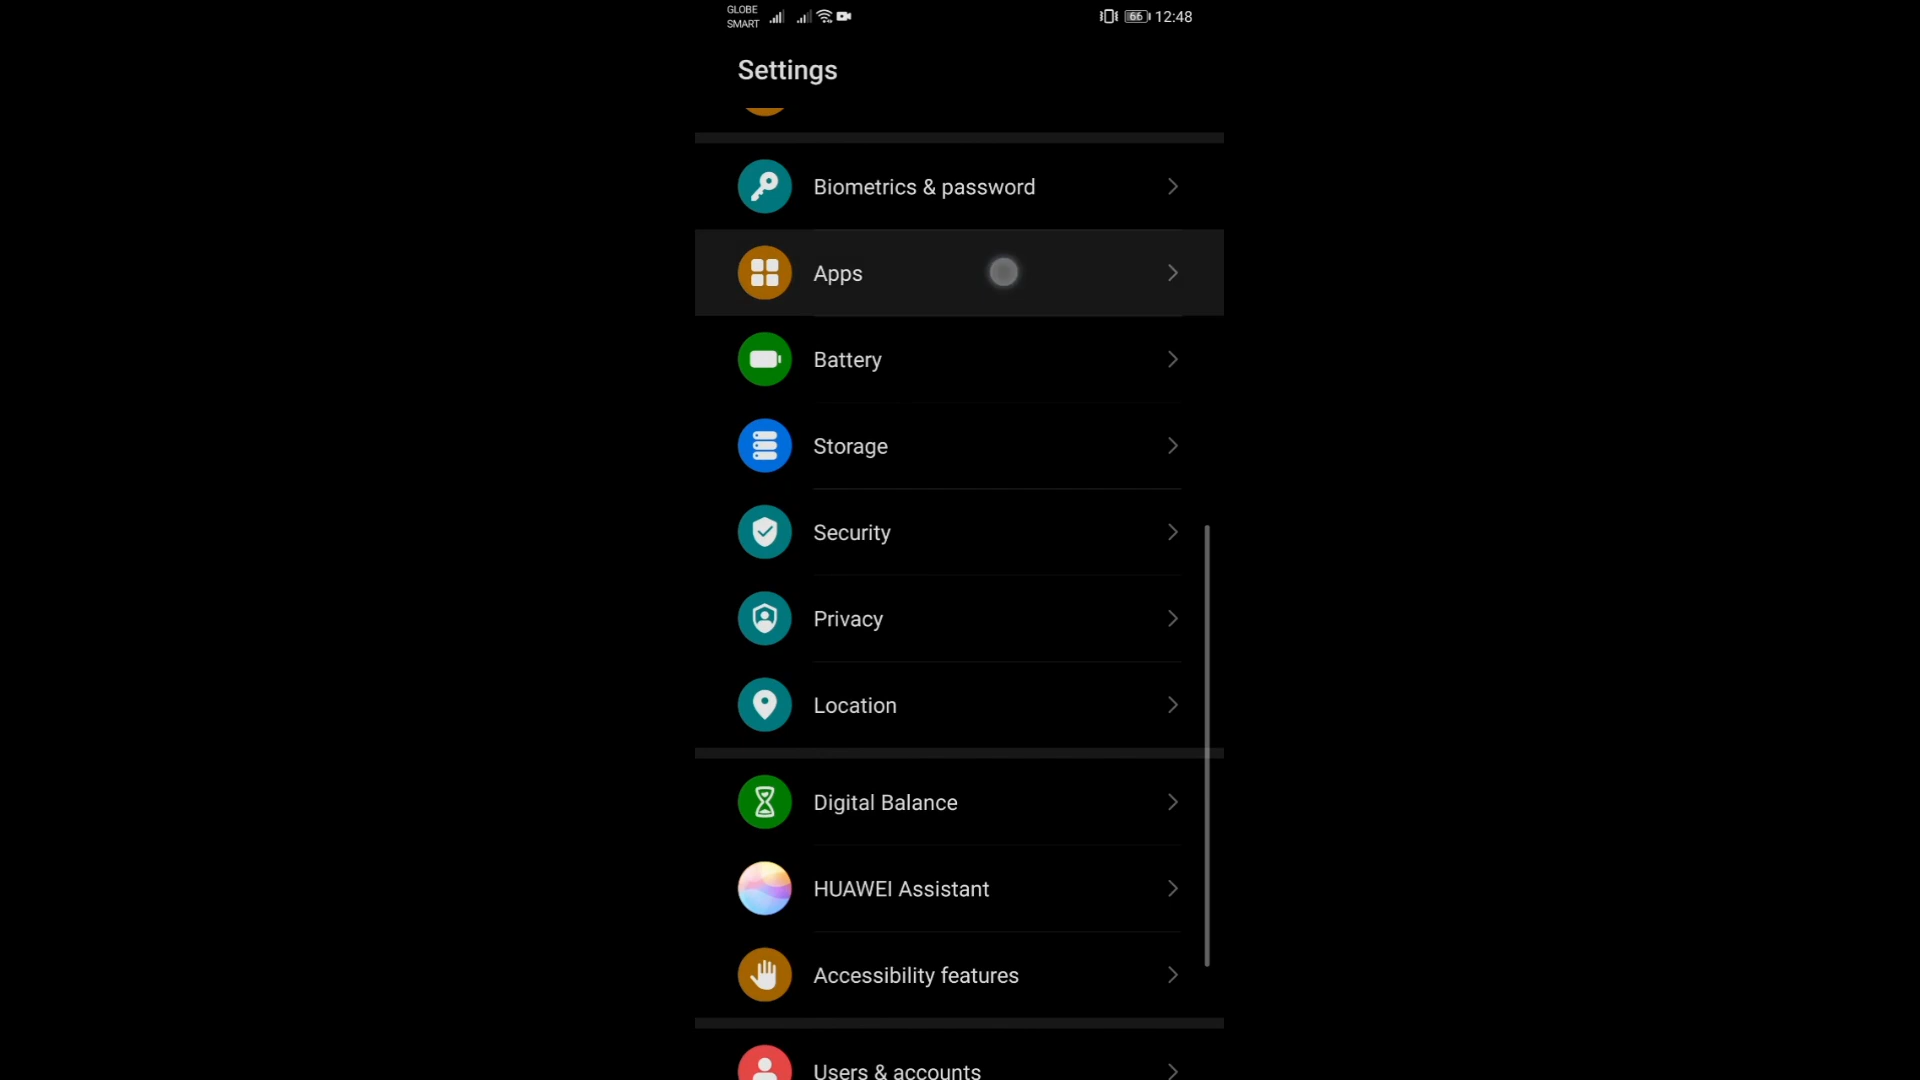 GLOBE
SMART
66 12:48
Settings
Biometrics & password
Apps
Battery
Storage
Security
Privacy
Location
Digital Balance
HUAWEI Assistant
Accessibility features
Users & accounts